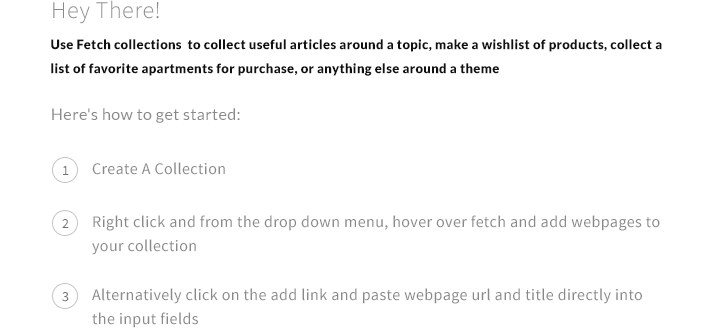 Hey There!
Use Fetch collections to collect useful articles around a topic, make a wishlist of products, collect a
list of favorite apartments for purchase, or anything else around a theme
Here's how to get started:
1 Create A Collection
2 Right click and from the drop down menu, hover over fetch and add webpages to
your collection
3 Alternatively click on the add link and paste webpage url and title directly into
the input fields